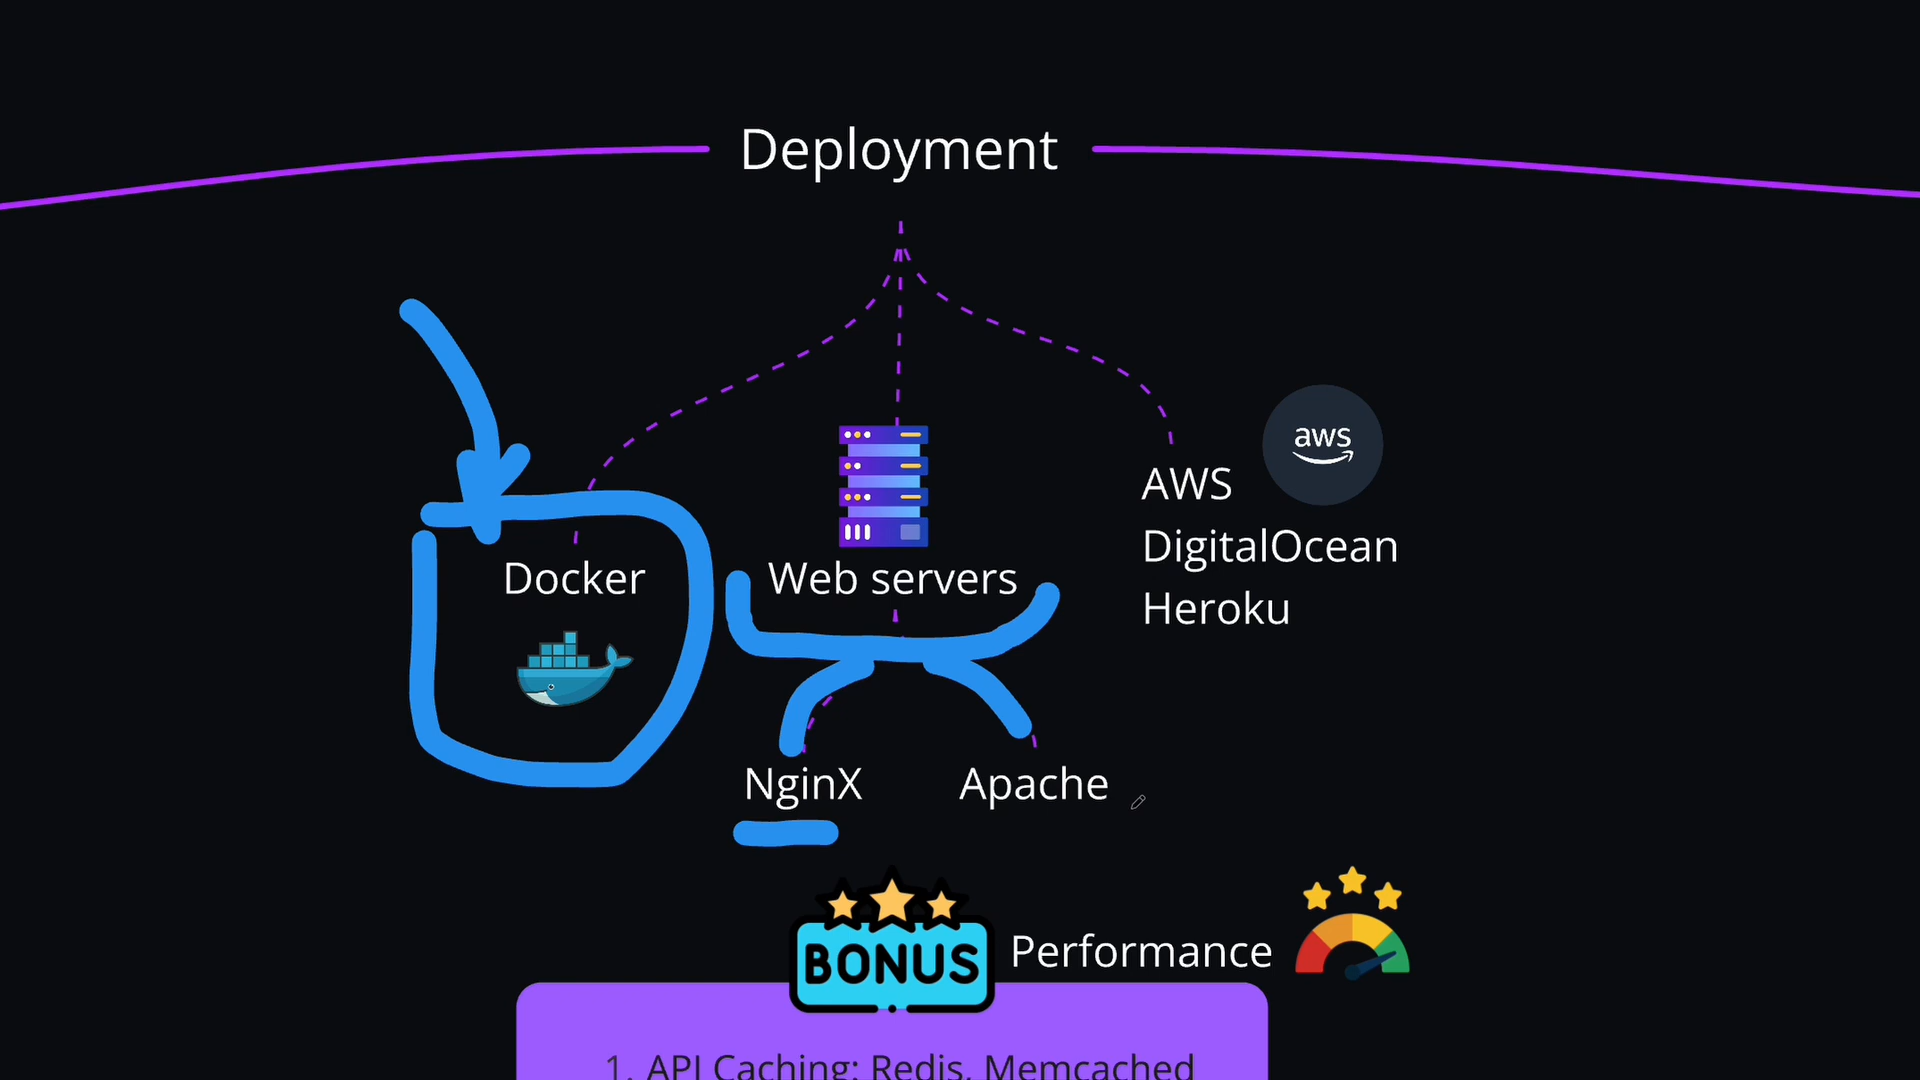 Deployment
aws
AWS
DigitalOcean
Heroku
Docker
Web servers
NginX
Apache
BONUS
Performance
1. API Caching: Redis, Memcached